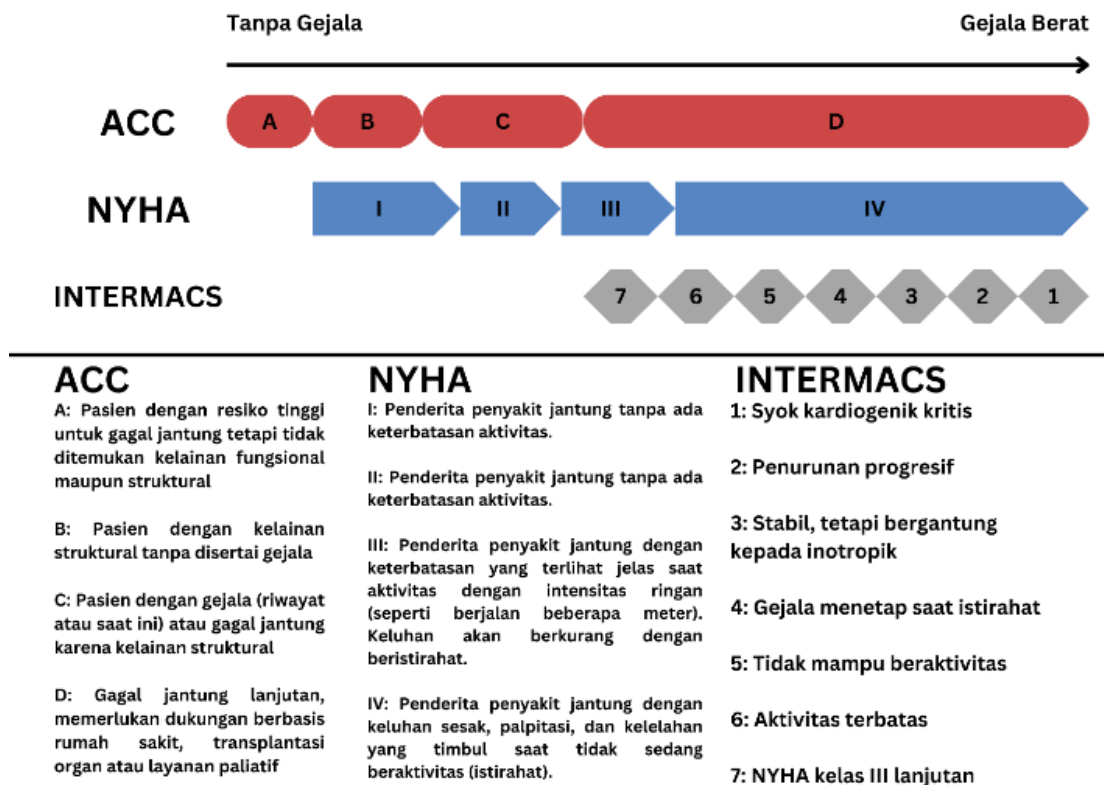 Tanpa Gejala
Gejala Berat
ACC
A
B
C
D
NYHA
I
II
III
IV
INTERMACS
7
6
5
4
3
2
1
ACC
A: Pasien dengan resiko tinggi
untuk gagal jantung tetapi tidak
ditemukan kelainan fungsional
maupun struktural
B: Pasien dengan kelainan
struktural tanpa disertai gejala
C: Pasien dengan gejala (riwayat
atau saat ini) atau gagal jantung
karena kelainan struktural
D: Gagal jantung lanjutan,
memerlukan dukungan berbasis
rumah sakit, transplantasi
organ atau layanan paliatif
NYHA
I: Penderita penyakit jantung tanpa ada
keterbatasan aktivitas.
II: Penderita penyakit jantung tanpa ada
keterbatasan aktivitas.
III: Penderita penyakit jantung dengan
keterbatasan yang terlihat jelas saat
aktivitas dengan intensitas ringan
(seperti berjalan beberapa meter).
Keluhan akan berkurang dengan
beristirahat.
IV: Penderita penyakit jantung dengan
keluhan sesak, palpitasi, dan kelelahan
yang timbul saat tidak sedang
beraktivitas (istirahat).
INTERMACS
1: Syok kardiogenik kritis
2: Penurunan progresif
3: Stabil, tetapi bergantung
kepada inotropik
4: Gejala menetap saat istirahat
5: Tidak mampu beraktivitas
6: Aktivitas terbatas
7: NYHA kelas III lanjutan